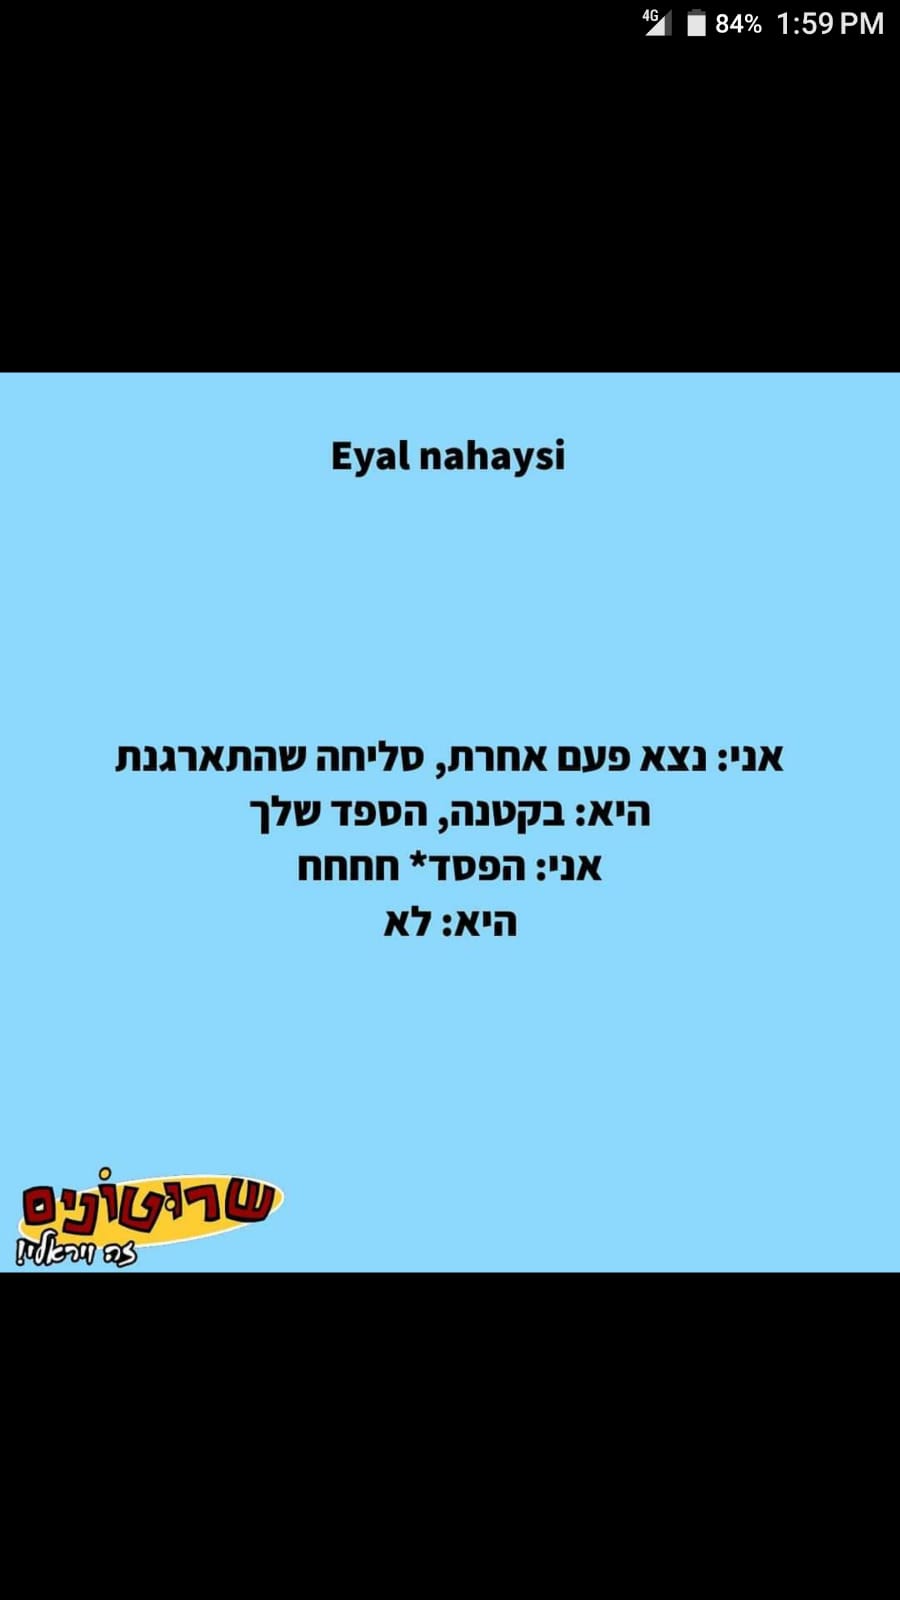 4G 84% 1:59 PM
Eyal nahaysi
אני: נצא פעם אחרת, סליחה שהתארגנת
היא: בקטנה, הספד שלך
אני: הפסד* חחחח
היא: לא
שרוטונים
זה ויראלי!